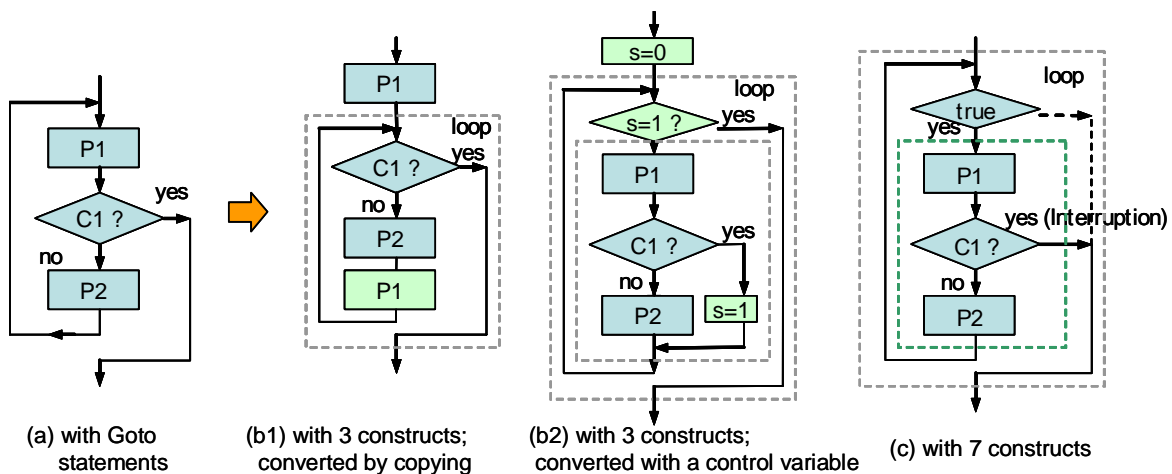 P1
C1 ?
yes
no
P2
(a) with Goto
statements
P1
loop
C1 ?
yes
no
P2
P1
(b1) with 3 constructs;
converted by copying
s=0
loop
s=1 ?
yes
P1
C1 ?
yes
no
P2
s=1
(b2) with 3 constructs;
converted with a control variable
loop
true
yes
P1
yes (Interruption)
C1 ?
no
P2
(c) with 7 constructs